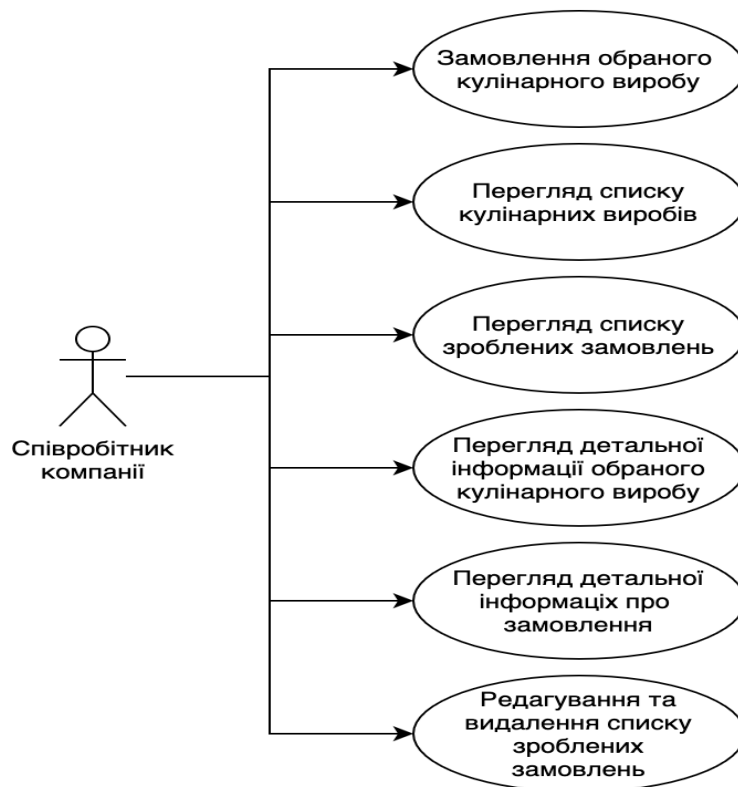 Замовлення обраного
кулінарного виробу
Перегляд списку
кулінарних виробів
Перегляд списку
зроблених замовлень
Співробітник
компанії
Перегляд детальної
інформації обраного
кулінарного виробу
Перегляд детальної
інформаціх про
замовлення
Редагування та
видалення списку
зроблених
замовлень